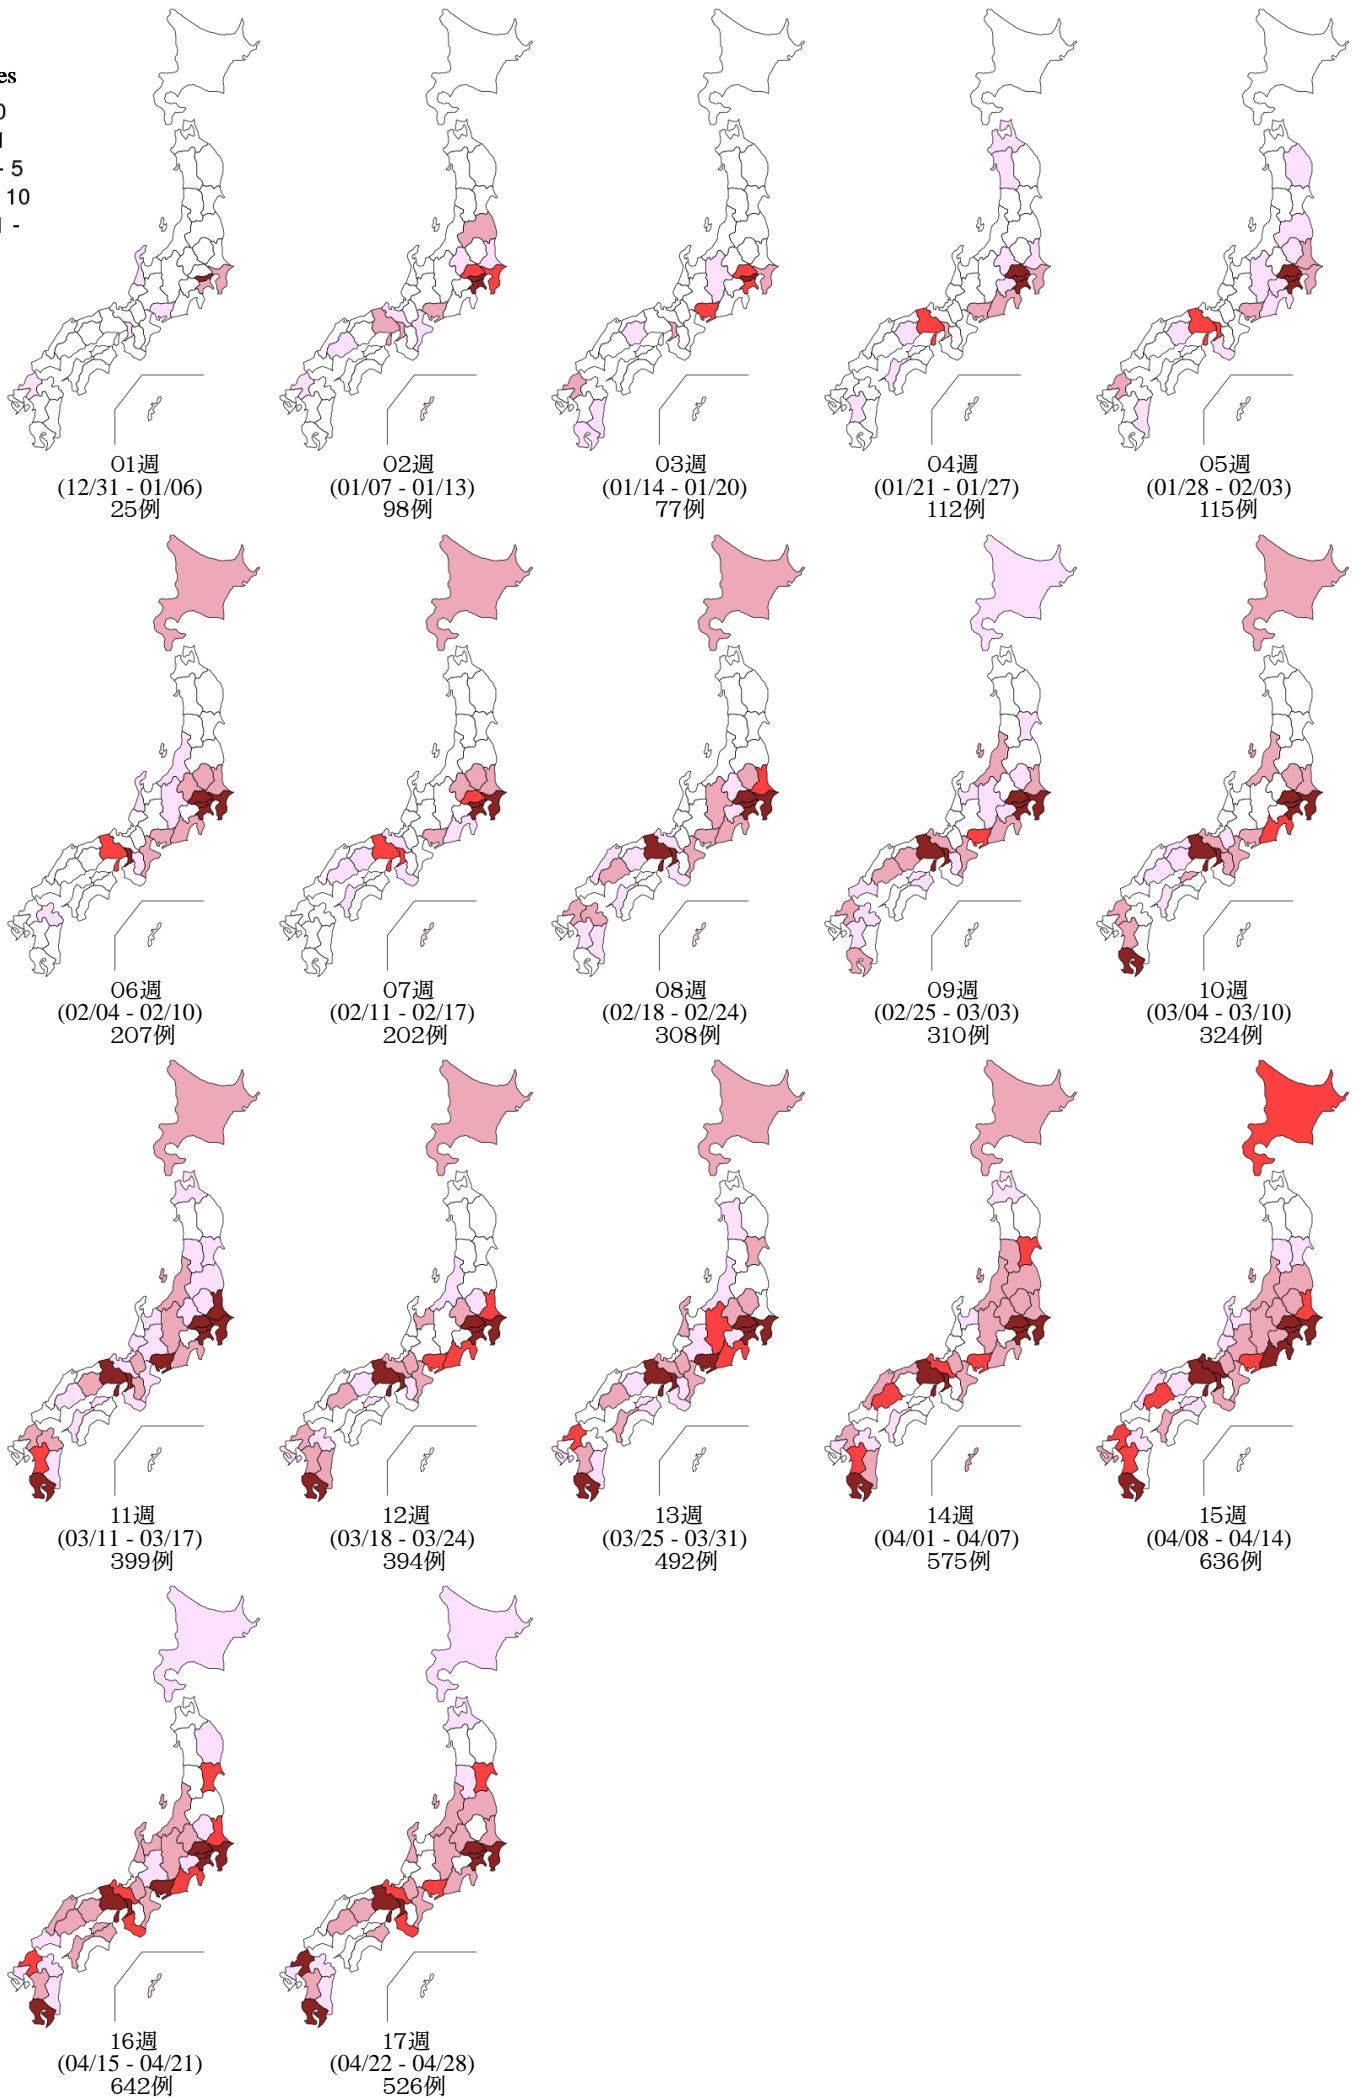 es
0
1
- 5
10
1 -
01週
(12/31 - 01/06)
25例
02週
(01/07 - 01/13)
98例
03週
(01/14 - 01/20)
77例
04週
(01/21 - 01/27)
112例
05週
(01/28 - 02/03)
115例
06週
(02/04 - 02/10)
207例
07週
(02/11 - 02/17)
202例
08週
(02/18 - 02/24)
308例
09週
(02/25 - 03/03)
310例
10週
(03/04 - 03/10)
324例
11週
(03/11 - 03/17)
399例
12週
(03/18 - 03/24)
394例
13週
(03/25 - 03/31)
492例
14週
(04/01 - 04/07)
575例
15週
(04/08 - 04/14)
636例
16週
(04/15 - 04/21)
642例
17週
(04/22 - 04/28)
526例